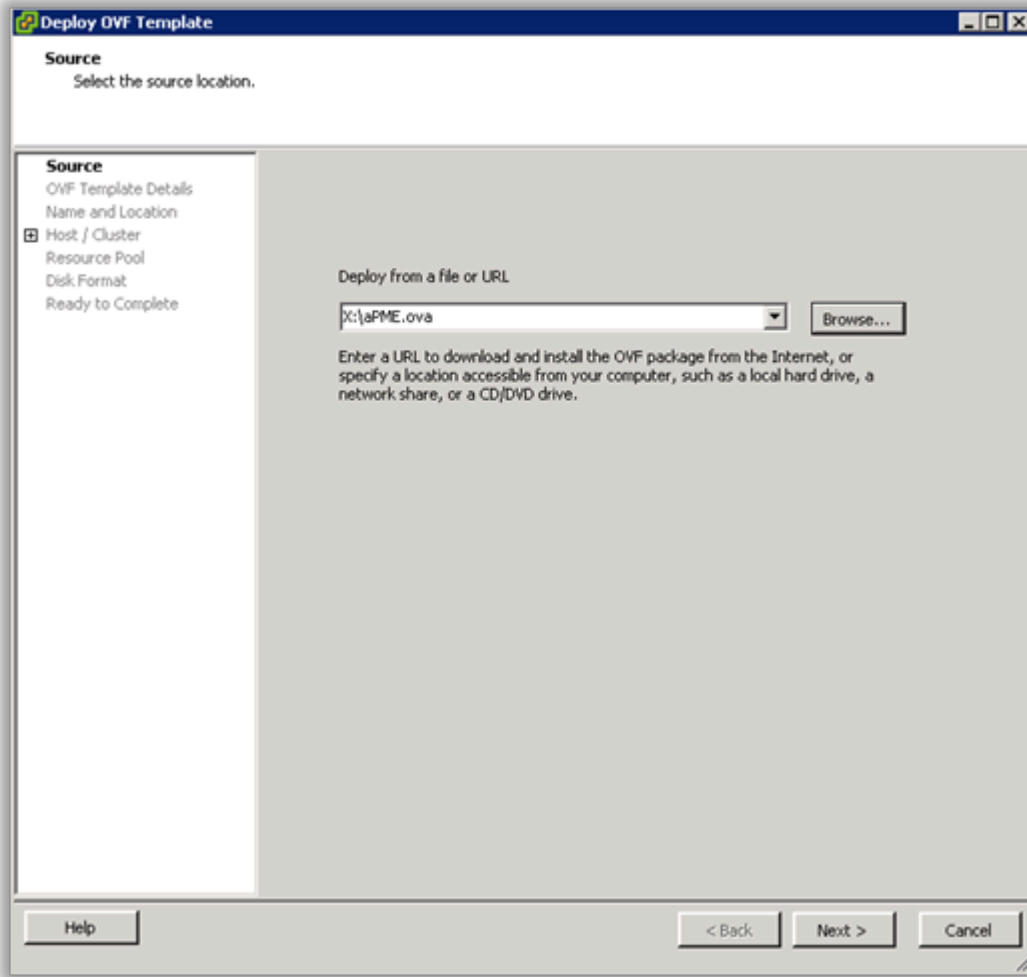 Deploy OVF Template
Source
Select the source location.
Source
OVF Template Details
Name and Location
Host / Cluster
Resource Pool
Disk Format
Ready to Complete
Deploy from a file or URL
X:\aPME.ova
Browse...
Enter a URL to download and install the OVF package from the Internet, or
specify a location accessible from your computer, such as a local hard drive, a
network share, or a CD/DVD drive.
Help
< Back
Next >
Cancel